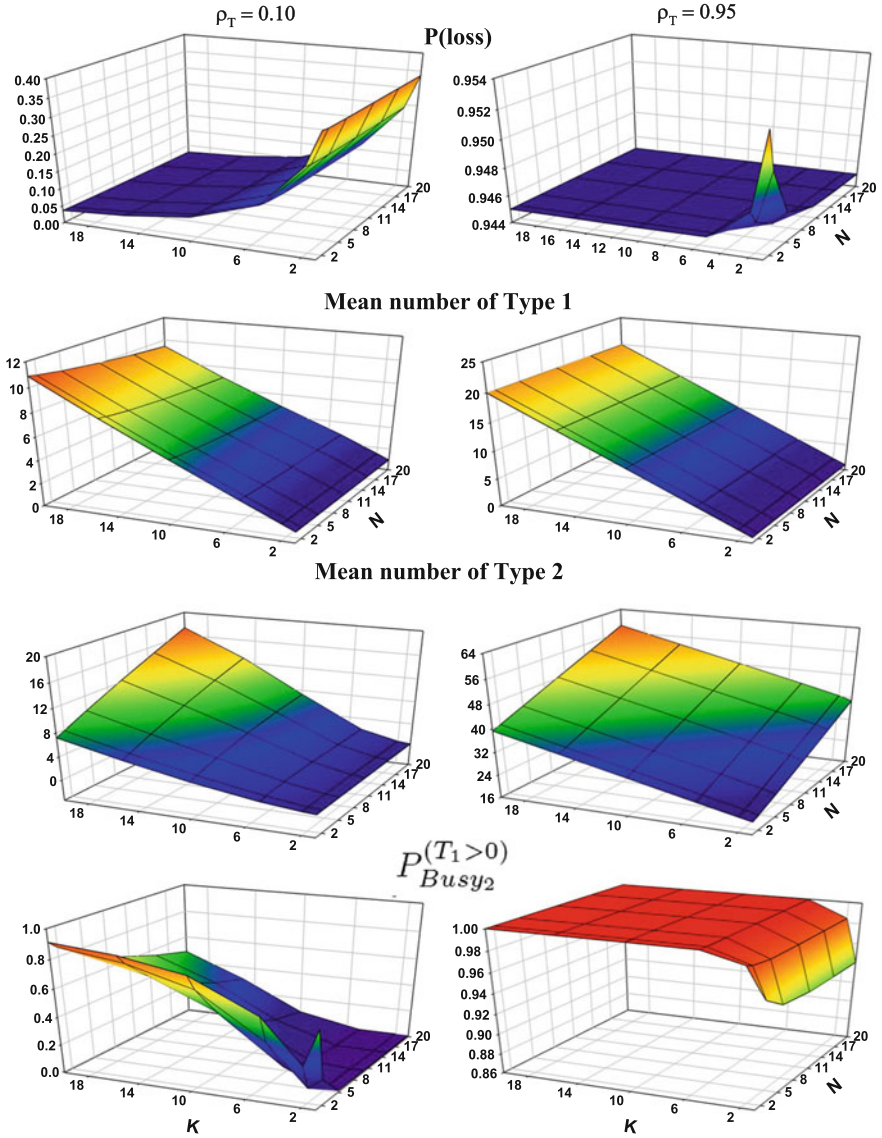 ρT = 0.10 ρT = 0.95
P(loss)
0.40 0.954
0.35
0.30 0.952
0.25 0.950
0.20
0.15 0.948
0.10 0.946
0.05
0.00 0.944
18 14 10 6 2 2 5 8 11 14 17 20
18 16 14 12 10 8 6 4 2 2 5 8 11 14 17 20 N
Mean number of Type 1
12 25
10 20
8
6 15
4 10
2 5
0 0
18 14 10 6 2 2 5 8 11 14 17 20 N
18 14 10 6 2 2 5 8 11 14 17 20 N
Mean number of Type 2
20 64
16 56
12 48
8 40
4 32
0 24
16
18 14 10 6 2 2 5 8 11 14 17 20
18 14 10 6 2 2 5 8 11 14 17 20 N
P(T1>0)Busy2
1.0 1.00
0.8 0.98
0.6 0.96
0.4 0.94
0.2 0.92
0.0 0.90
0.88
0.86
18 14 10 6 2 2 5 8 11 14 17 20
18 14 10 6 2 2 5 8 11 14 17 20 N
K K